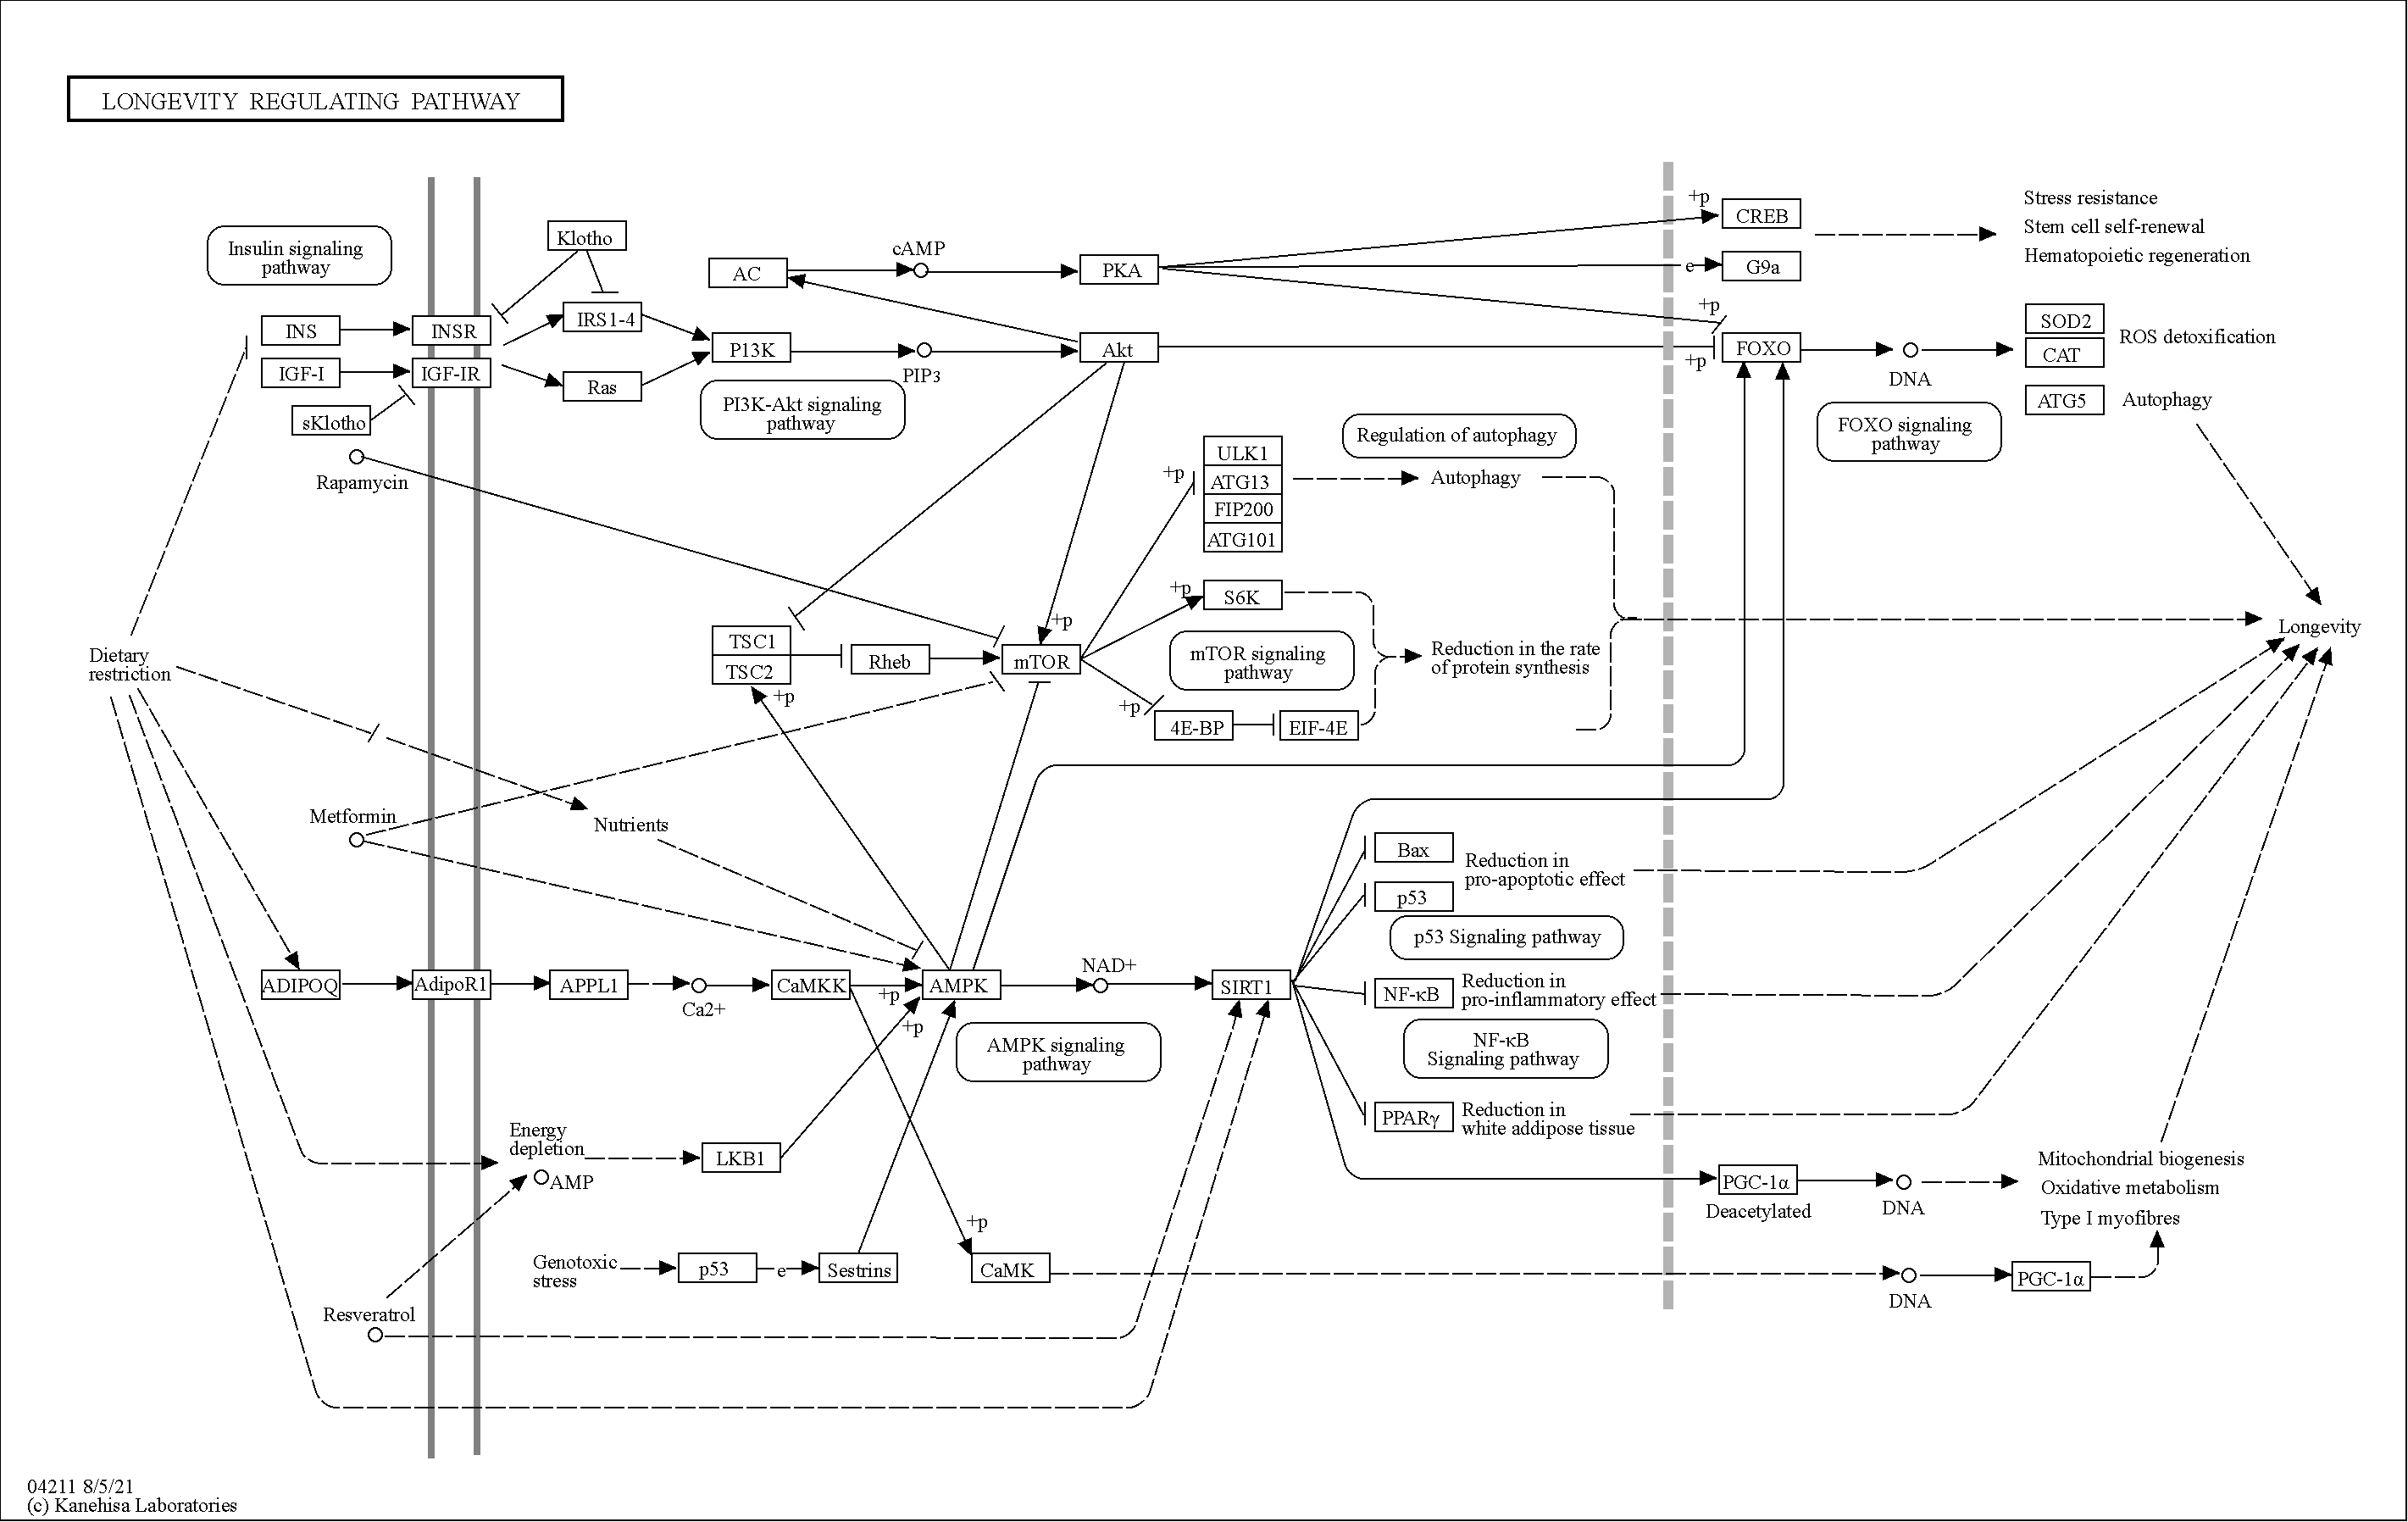 LONGEVITY REGULATING PATHWAY
Insulin signaling
pathway
Klotho
AC
cAMP
PKA
+p
CREB
e
G9a
+p
Stress resistance
Stem cell self-renewal
Hematopoietic regeneration
INS
INSR
IRS1-4
IGF-I
IGF-IR
Ras
sKlotho
P13K
PIP3
Akt
+p
FOXO
DNA
SOD2
CAT
ROS detoxification
ATG5
Autophagy
PI3K-Akt signaling
pathway
FOXO signaling
pathway
Rapamycin
Regulation of autophagy
+p
ULK1
ATG13
FIP200
ATG101
Autophagy
+p
S6K
mTOR signaling
pathway
Reduction in the rate
of protein synthesis
Longevity
Dietary
restriction
TSC1
TSC2
+p
Rheb
+p
mTOR
+p
4E-BP
EIF-4E
Metformin
Nutrients
Bax
Reduction in
pro-apoptotic effect
p53
p53 Signaling pathway
ADIPOQ
AdipoR1
APPL1
Ca2+
CaMKK
+p
+p
AMPK
NAD+
SIRT1
NF-κB
Reduction in
pro-inflammatory effect
AMPK signaling
pathway
NF-κB
Signaling pathway
PPARγ
Reduction in
white addipose tissue
Energy
depletion
AMP
LKB1
PGC-1α
Deacetylated
DNA
Mitochondrial biogenesis
Oxidative metabolism
Type I myofibres
Genotoxic
stress
p53
e
Sestrins
+p
CaMK
DNA
PGC-1α
Resveratrol
04211 8/5/21
(c) Kanehisa Laboratories